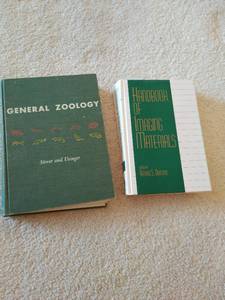 GENERAL ZOOLOGY
Storer and Usinger
HANDBOOK
OF
IMAGING
MATERIALS